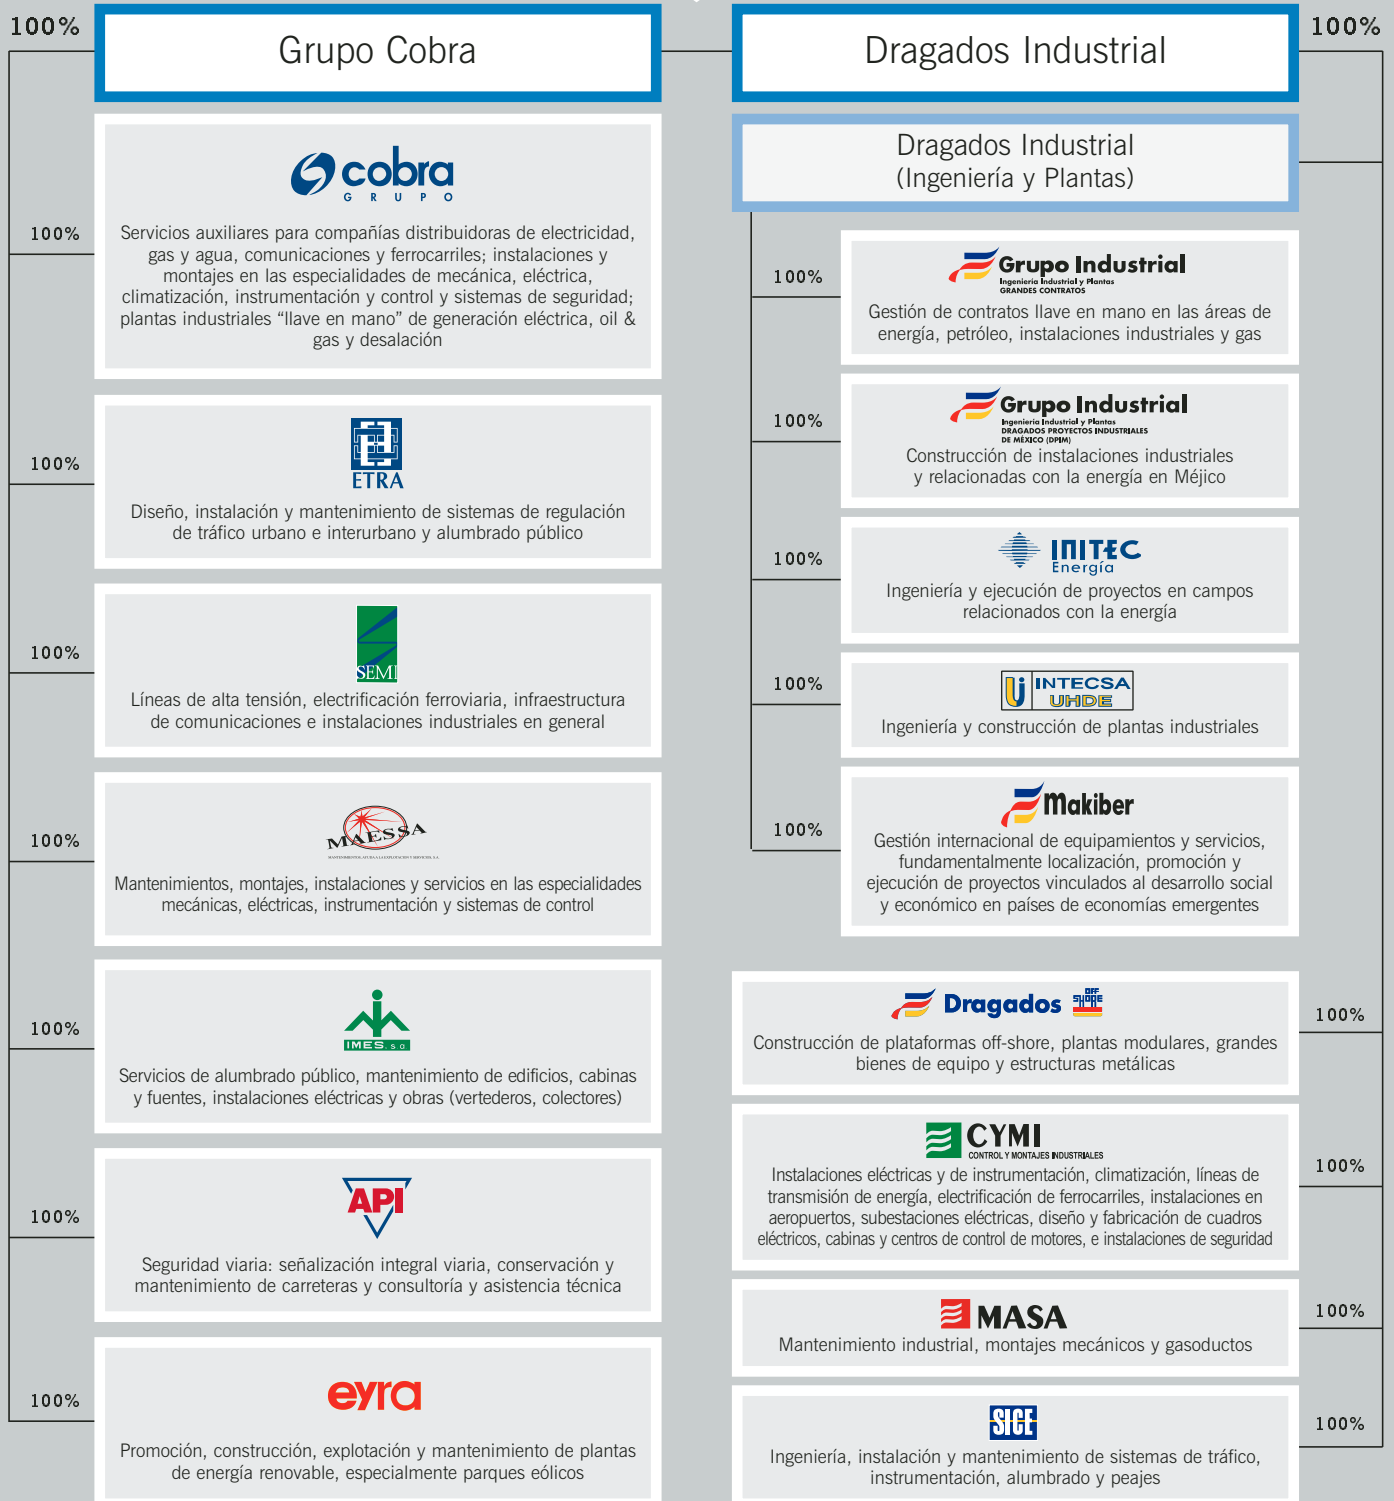 100%
Grupo Cobra
cobra
GRUPO
100%
Servicios auxiliares para compañías distribuidoras de electricidad,
gas y agua, comunicaciones y ferrocarriles; instalaciones y
montajes en las especialidades de mecánica, eléctrica,
climatización, instrumentación y control y sistemas de seguridad;
plantas industriales “llave en mano” de generación eléctrica, oil &
gas y desalación
100%
ETRA
Diseño, instalación y mantenimiento de sistemas de regulación
de tráfico urbano e interurbano y alumbrado público
100%
SEMI
Líneas de alta tensión, electrificación ferroviaria, infraestructura
de comunicaciones e instalaciones industriales en general
100%
MAESSA
MANTENIMIENTO, AYUDA A LA EXPLOTACION Y SERVICIOS, S.A.
Mantenimientos, montajes, instalaciones y servicios en las especialidades
mecánicas, eléctricas, instrumentación y sistemas de control
100%
IMES.s.a
Servicios de alumbrado público, mantenimiento de edificios, cabinas
y fuentes, instalaciones eléctricas y obras (vertederos, colectores)
100%
API
Seguridad viaria: señalización integral viaria, conservación y
mantenimiento de carreteras y consultoría y asistencia técnica
100%
eyra
Promoción, construcción, explotación y mantenimiento de plantas
de energía renovable, especialmente parques eólicos
Dragados Industrial
100%
Dragados Industrial
(Ingeniería y Plantas)
100%
Grupo Industrial
Ingeniería Industrial y Plantas
GRANDES CONTRATOS
Gestión de contratos llave en mano en las áreas de
energía, petróleo, instalaciones industriales y gas
100%
Grupo Industrial
Ingeniería Industrial y Plantas
DRAGADOS PROYECTOS INDUSTRIALES
DE MÉXICO (DPIM)
Construcción de instalaciones industriales
y relacionadas con la energía en Méjico
100%
INITEC
Energía
Ingeniería y ejecución de proyectos en campos
relacionados con la energía
100%
INTECSA
UHDE
Ingeniería y construcción de plantas industriales
100%
Makiber
Gestión internacional de equipamientos y servicios,
fundamentalmente localización, promoción y
ejecución de proyectos vinculados al desarrollo social
y económico en países de economías emergentes
Dragados OFF SHORE
100%
Construcción de plataformas off-shore, plantas modulares, grandes
bienes de equipo y estructuras metálicas
CYMI
CONTROL Y MONTAJES INDUSTRIALES
100%
Instalaciones eléctricas y de instrumentación, climatización, líneas de
transmisión de energía, electrificación de ferrocarriles, instalaciones en
aeropuertos, subestaciones eléctricas, diseño y fabricación de cuadros
eléctricos, cabinas y centros de control de motores, e instalaciones de seguridad
MASA
100%
Mantenimiento industrial, montajes mecánicos y gasoductos
SICE
100%
Ingeniería, instalación y mantenimiento de sistemas de tráfico,
instrumentación, alumbrado y peajes